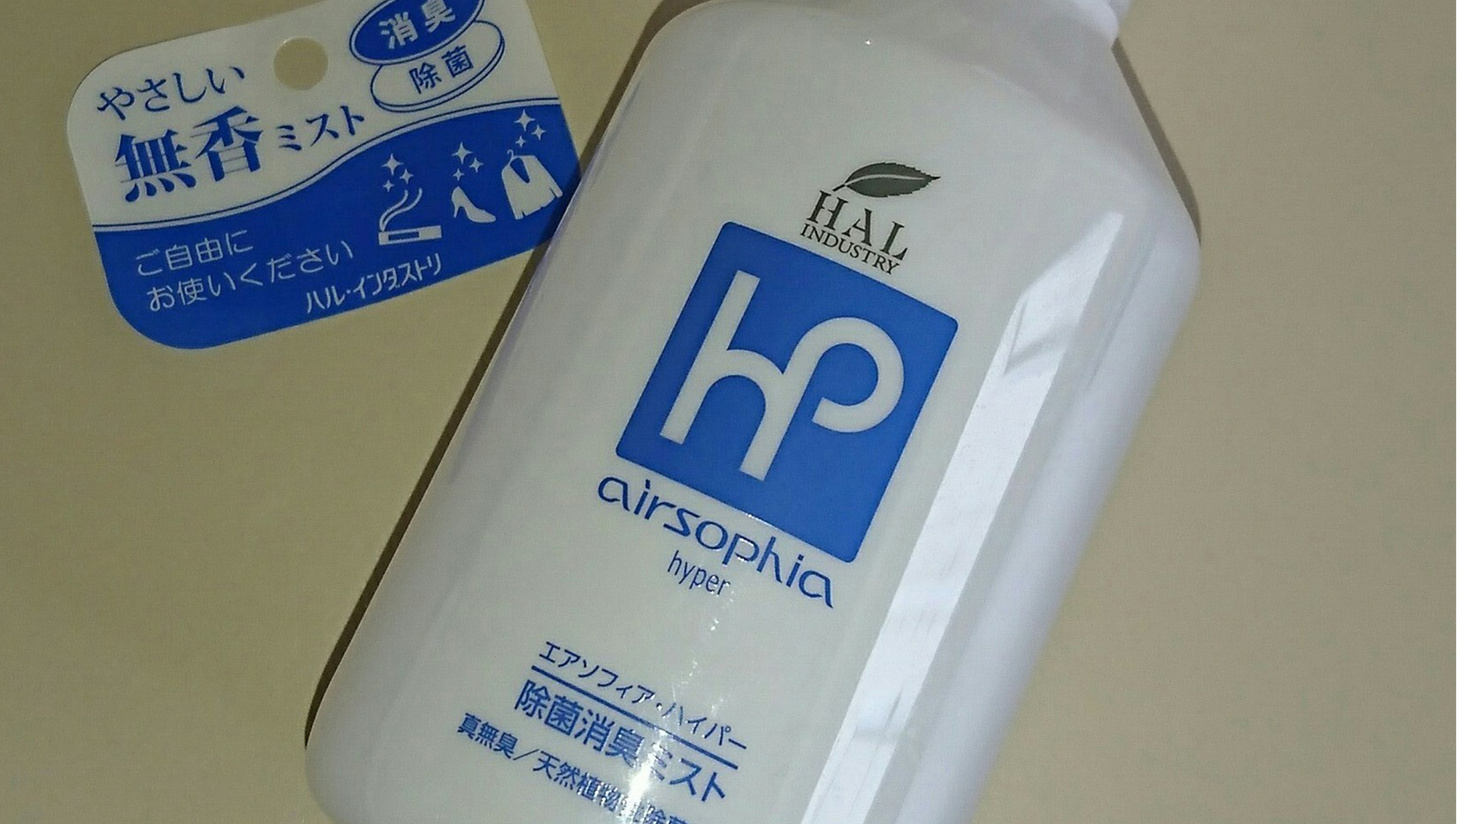 消臭
除菌
やさしい
無香ミスト
ご自由に
お使いください
ハル・インダストリ
HAL
INDUSTRY
hp
airsophia
hyper
エアソフィア・ハイパー
除菌消臭ミスト
真無臭/天然植物